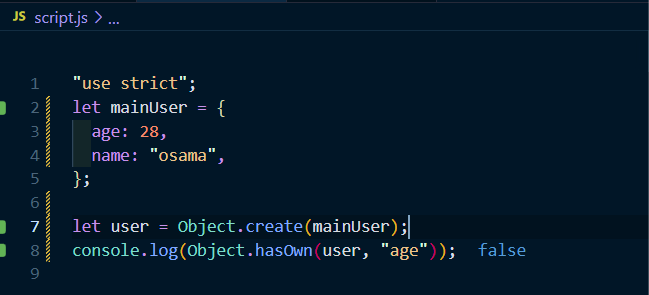 JS script.js > ...
1 "use strict";
2 let mainUser = {
3 age: 28,
4 name: "osama",
5 };
6
7 let user = Object.create(mainUser);
8 console.log(Object.hasOwn(user, "age")); false
9